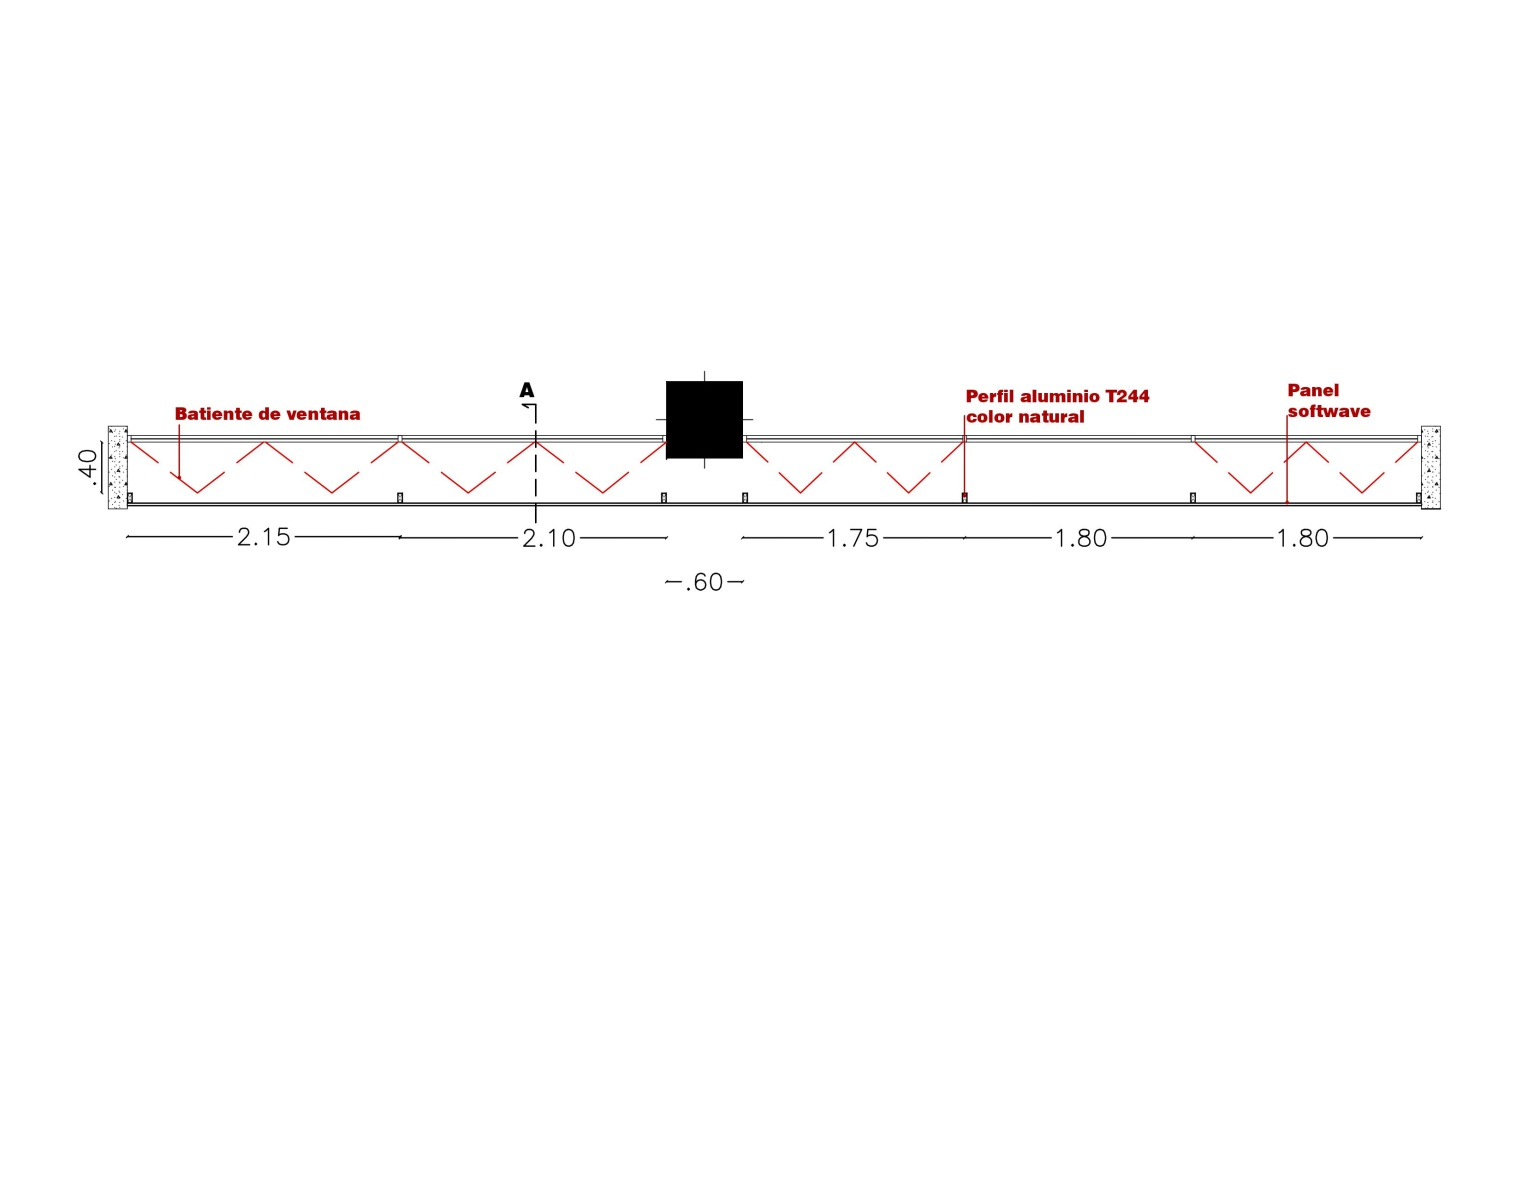 A
Batiente de ventana
Perfil aluminio T244
color natural
Panel
softwave
.40
2.15
2.10
1.75
1.80
1.80
.60